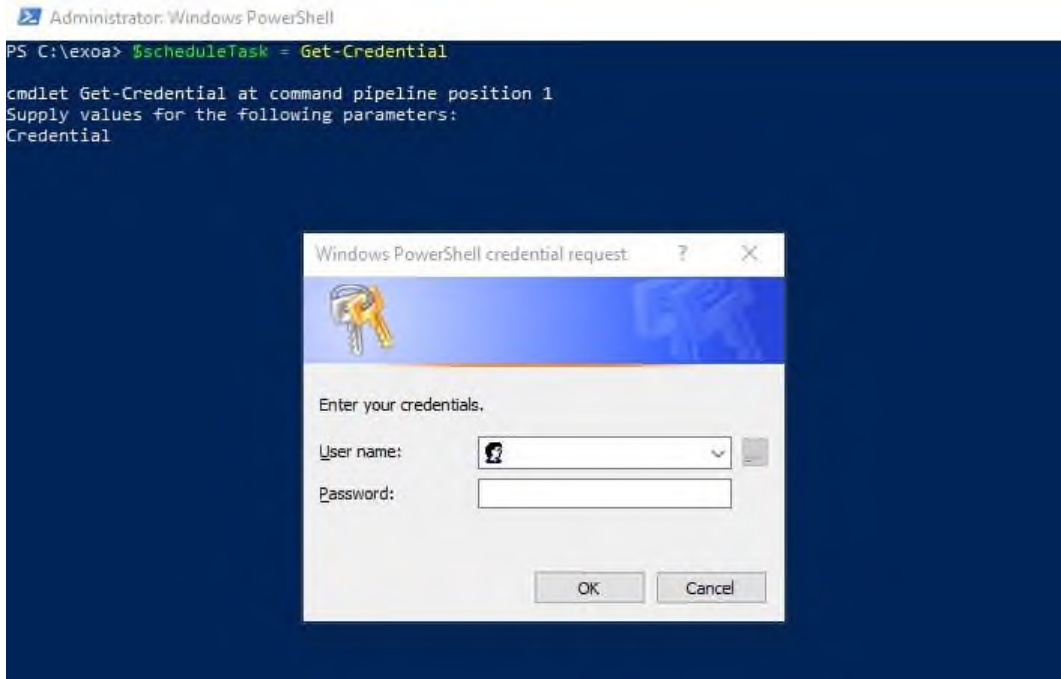 Administrator: Windows PowerShell
PS C:\exoa> $scheduleTask = Get-Credential
cmdlet Get-Credential at command pipeline position 1
Supply values for the following parameters:
Credential
Windows PowerShell credential request ? ×
Enter your credentials.
User name:
Password:
OK Cancel